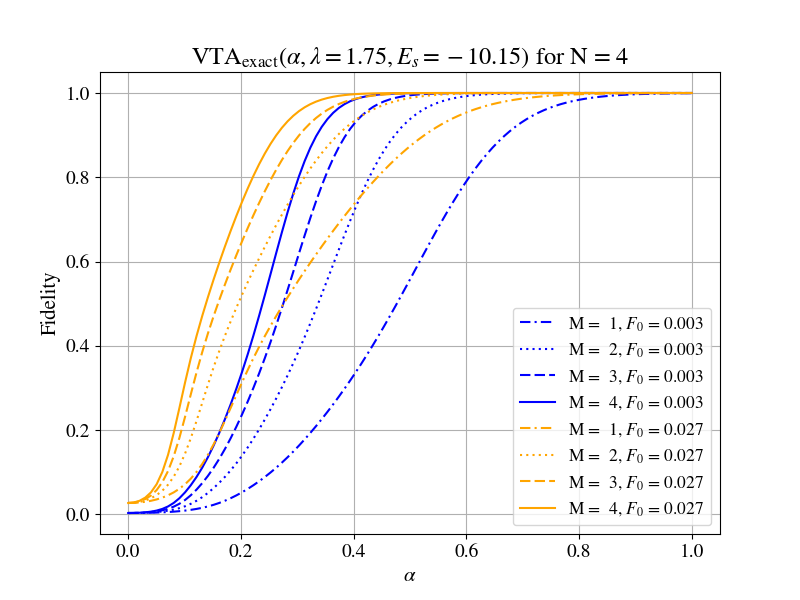 VTA_exact(α, λ = 1.75, E_s = −10.15) for N = 4
Fidelity
1.0
0.8
0.6
0.4
0.2
0.0
M = 1, F_0 = 0.003
M = 2, F_0 = 0.003
M = 3, F_0 = 0.003
M = 4, F_0 = 0.003
M = 1, F_0 = 0.027
M = 2, F_0 = 0.027
M = 3, F_0 = 0.027
M = 4, F_0 = 0.027
0.0 0.2 0.4 0.6 0.8 1.0
α